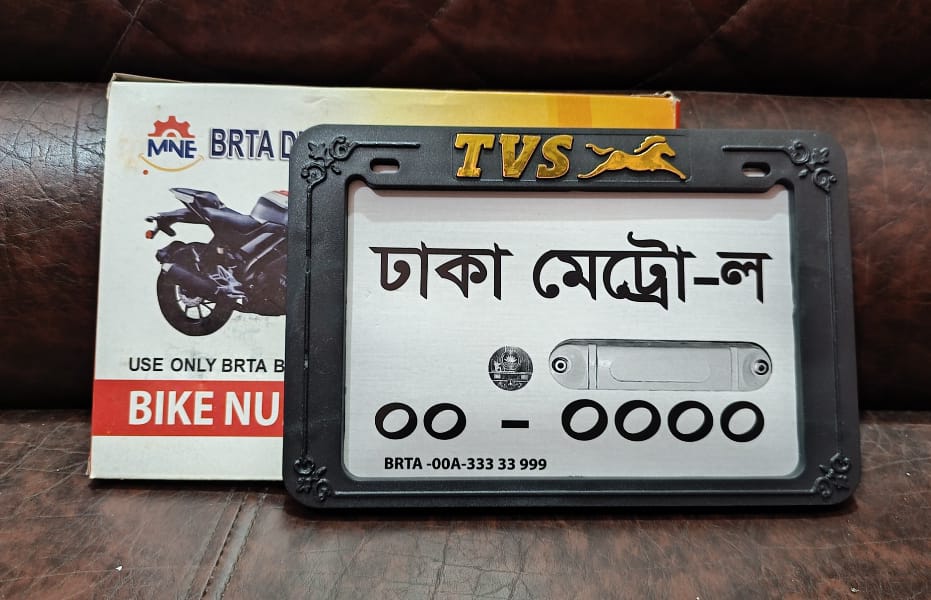 MNE BRTA D
USE ONLY BRTA B
BIKE NU
TVS
ঢাকা মেট্রো-ল
০০ - ০০০০
BRTA -00A-333 33 999